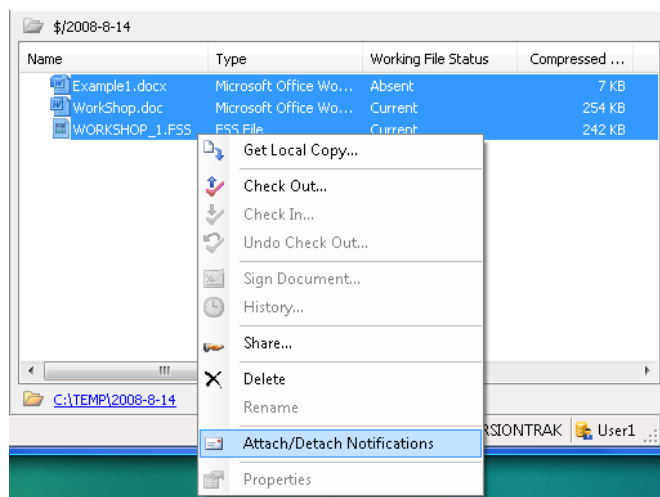 $/2008-8-14
Name Type Working File Status Compressed ...
Example1.docx Microsoft Office Wo... Absent 7 KB
WorkShop.doc Microsoft Office Wo... Current 254 KB
WORKSHOP_1.FSS FSS File Current 242 KB
Get Local Copy...
Check Out...
Check In...
Undo Check Out...
Sign Document...
History...
Share...
Delete
C:\TEMP\2008-8-14
Rename
Attach/Detach Notifications
RSIONTRAK User1
Properties